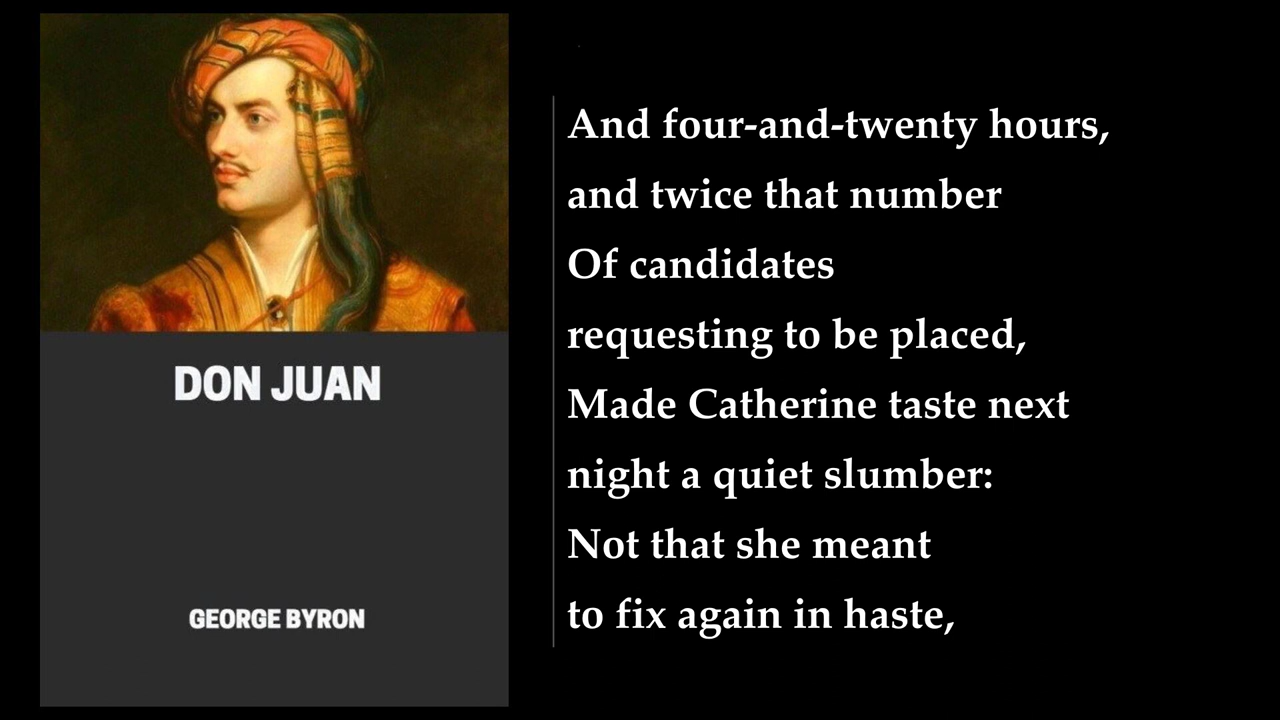 DON JUAN
GEORGE BYRON
And four-and-twenty hours,
and twice that number
Of candidates
requesting to be placed,
Made Catherine taste next
night a quiet slumber:
Not that she meant
to fix again in haste,